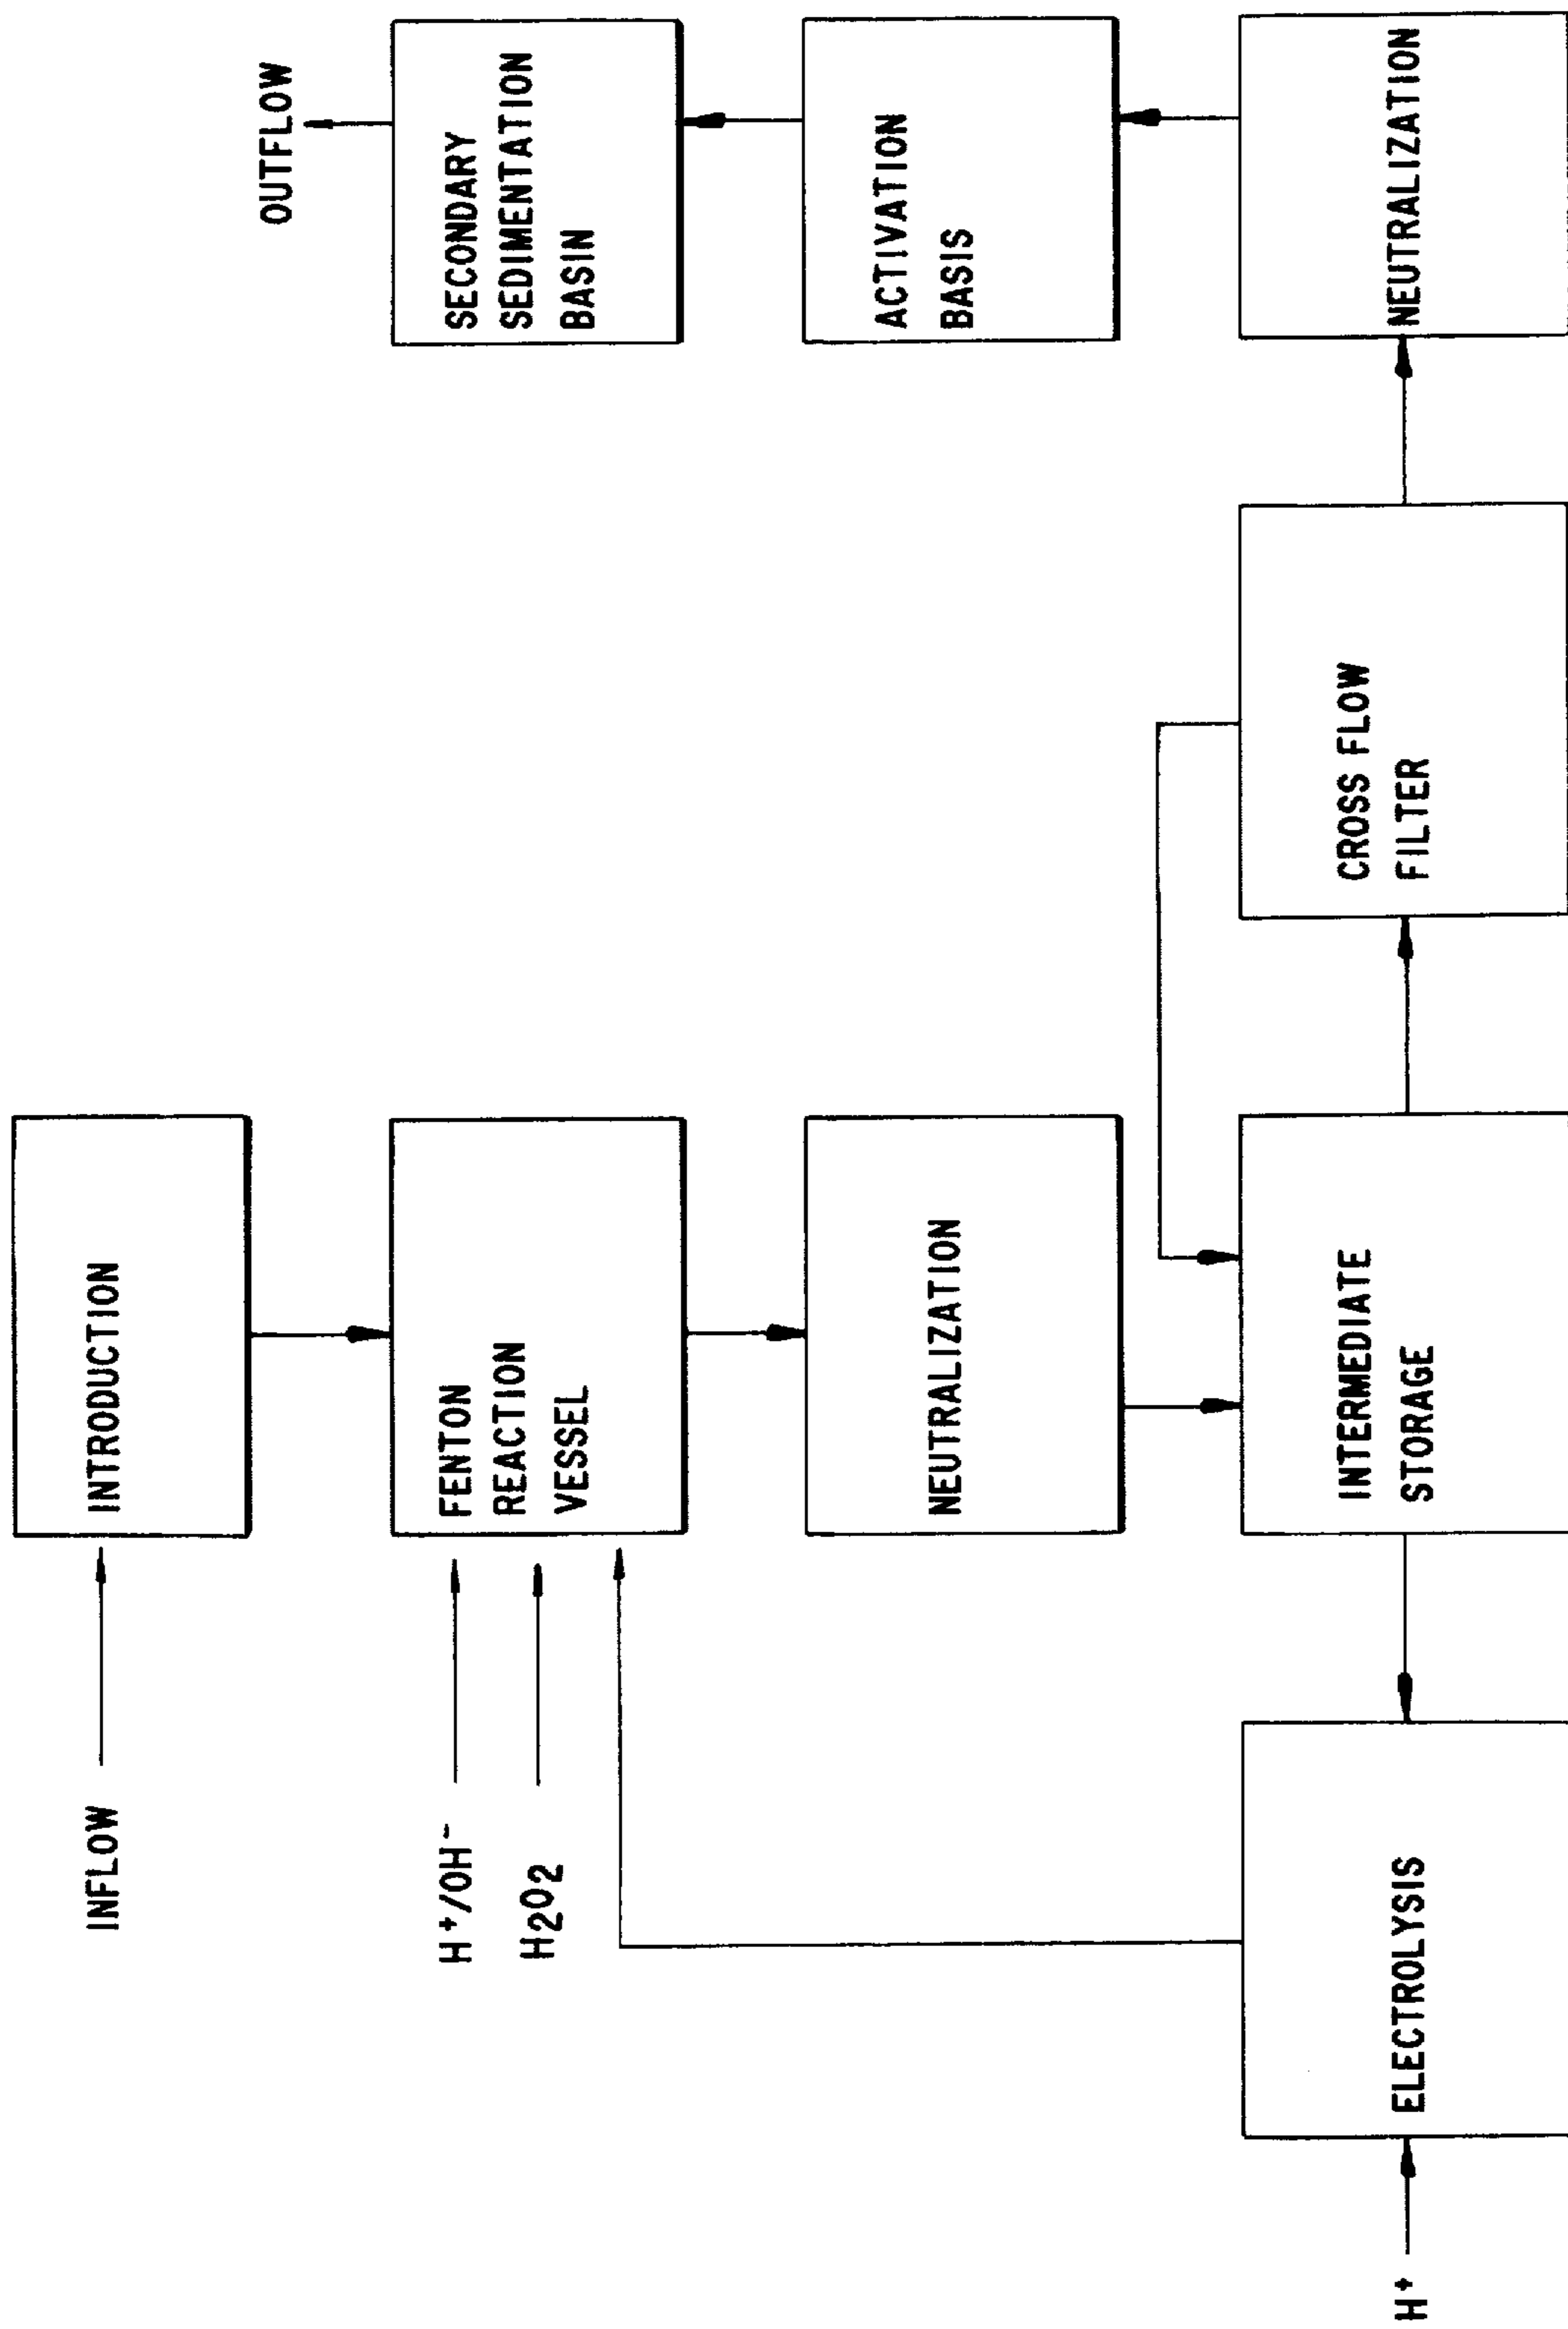 INFLOW
INTRODUCTION
H+/OH-
H2O2
FENTON
REACTION
VESSEL
NEUTRALIZATION
INTERMEDIATE
STORAGE
H+
ELECTROLYSIS
CROSS FLOW
FILTER
NEUTRALIZATION
ACTIVATION
BASIS
SECONDARY
SEDIMENTATION
BASIN
OUTFLOW